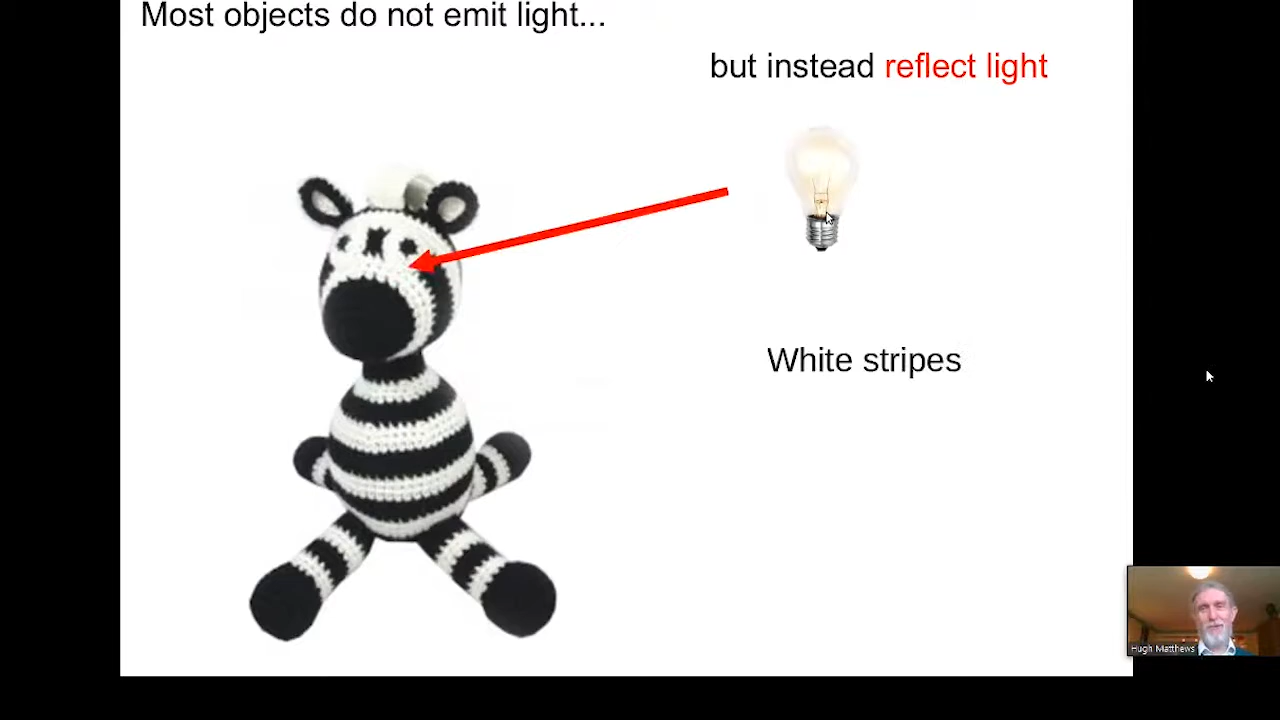 Most objects do not emit light...
but instead reflect light
White stripes
Hugh Matthews